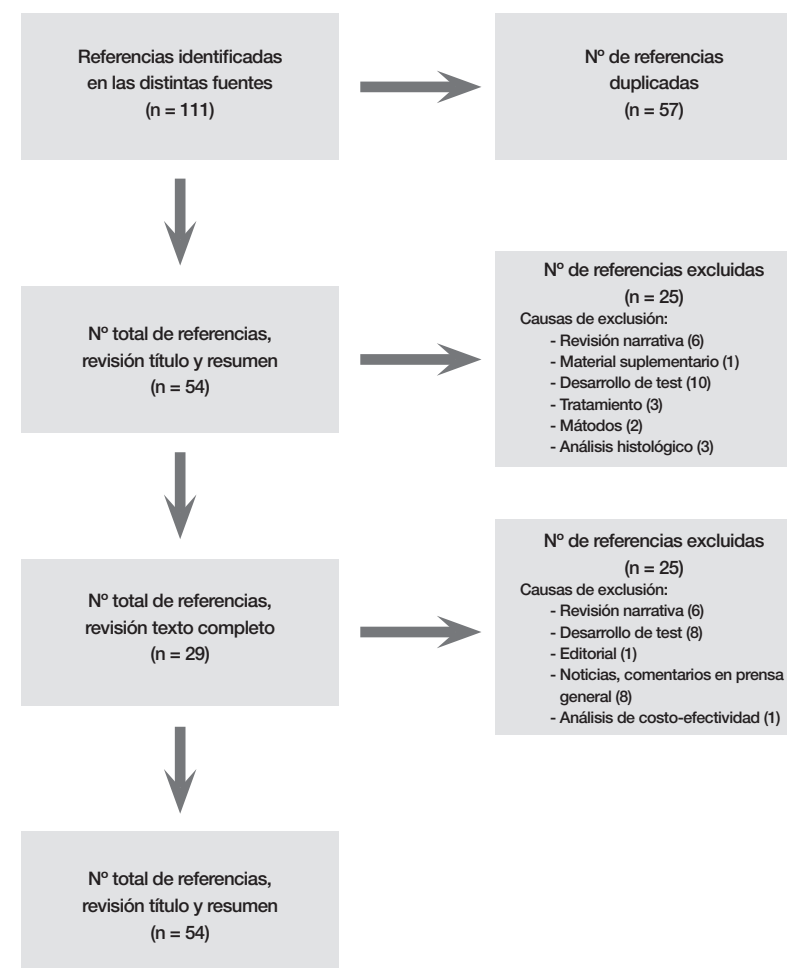 Referencias identificadas
en las distintas fuentes
(n = 111)
Nº de referencias
duplicadas
(n = 57)
Nº total de referencias,
revisión título y resumen
(n = 54)
Nº de referencias excluidas
(n = 25)
Causas de exclusión:
- Revisión narrativa (6)
- Material suplementario (1)
- Desarrollo de test (10)
- Tratamiento (3)
- Mátodos (2)
- Análisis histológico (3)
Nº total de referencias,
revisión texto completo
(n = 29)
Nº de referencias excluidas
(n = 25)
Causas de exclusión:
- Revisión narrativa (6)
- Desarrollo de test (8)
- Editorial (1)
- Noticias, comentarios en prensa
general (8)
- Análisis de costo-efectividad (1)
Nº total de referencias,
revisión título y resumen
(n = 54)